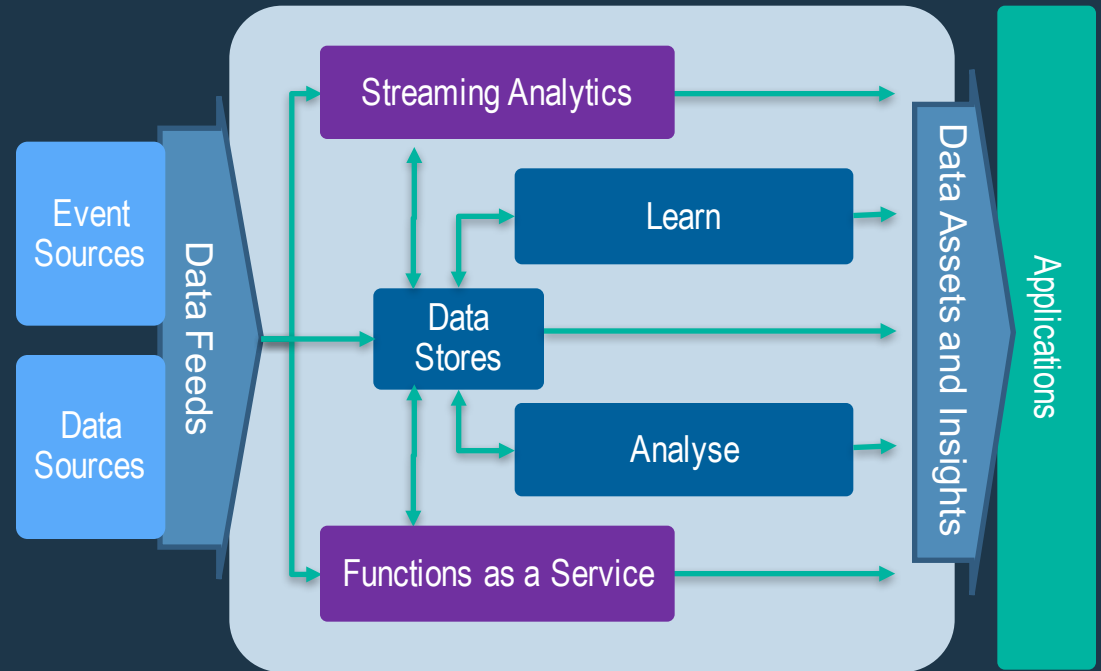 Event
Sources
Data
Sources
Data Feeds
Streaming Analytics
Learn
Data
Stores
Analyse
Functions as a Service
Data Assets and Insights
Applications